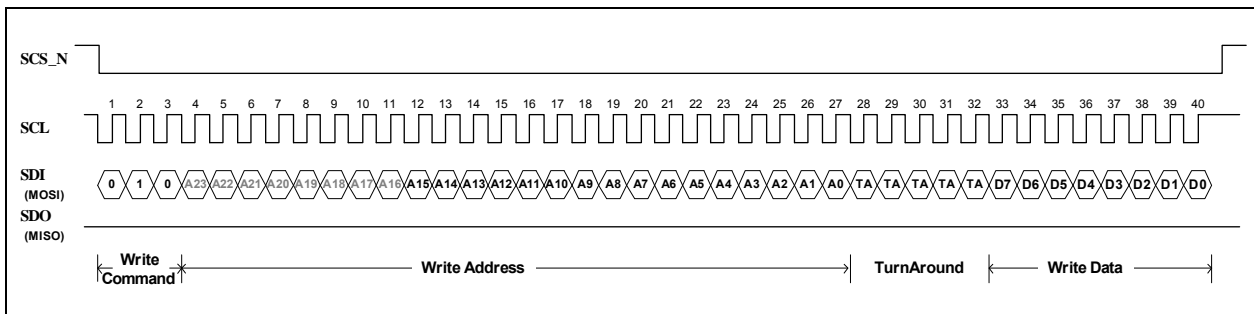 SCS_N
1 2 3 4 5 6 7 8 9 10 11 12 13 14 15 16 17 18 19 20 21 22 23 24 25 26 27 28 29 30 31 32 33 34 35 36 37 38 39 40
SCL
SDI
(MOSI)
0 1 0 A23 A22 A21 A20 A19 A18 A17 A16 A15 A14 A13 A12 A11 A10 A9 A8 A7 A6 A5 A4 A3 A2 A1 A0 TA TA TA TA TA D7 D6 D5 D4 D3 D2 D1 D0
SDO
(MISO)
Write Command
Write Address
TurnAround
Write Data